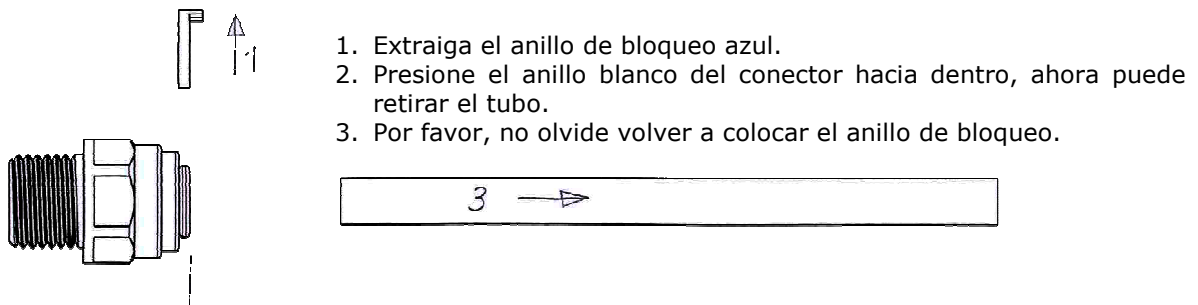 1
1. Extraiga el anillo de bloqueo azul.
2. Presione el anillo blanco del conector hacia dentro, ahora puede
retirar el tubo.
3. Por favor, no olvide volver a colocar el anillo de bloqueo.
3